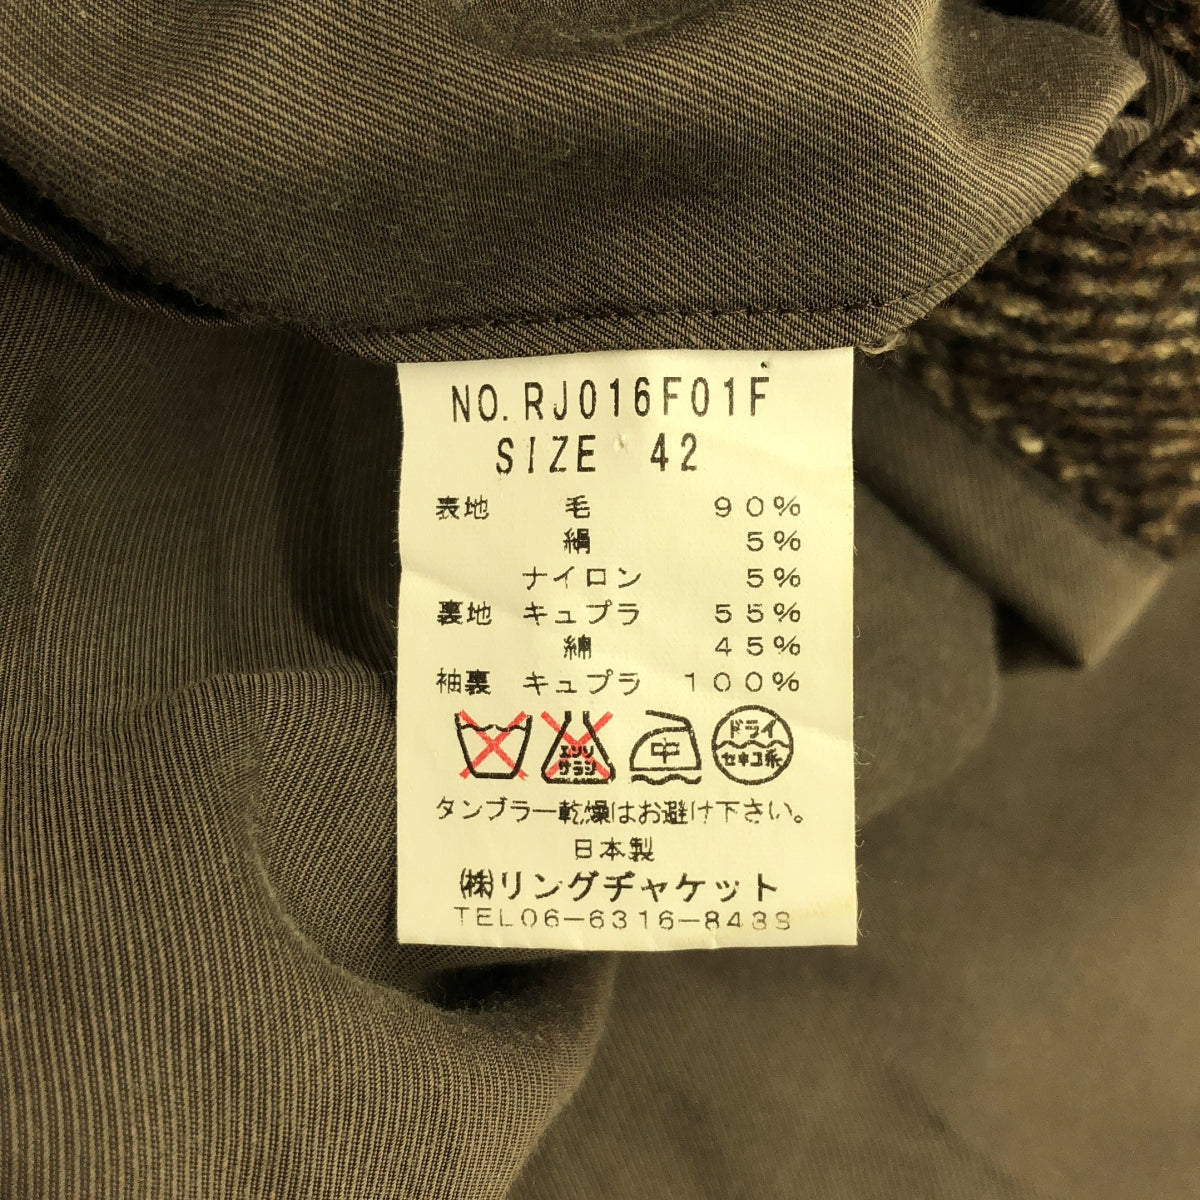 NO. RJ016F01F
SIZE 42
表地 毛 90%
絹 5%
ナイロン 5%
裏地 キュプラ 55%
綿 45%
袖裏 キュプラ 100%
エンソ サラシ 中 ドライ セキユ系
タンブラー乾燥はお避け下さい。
日本製
㈱リングヂャケット
TEL06-6316-8438